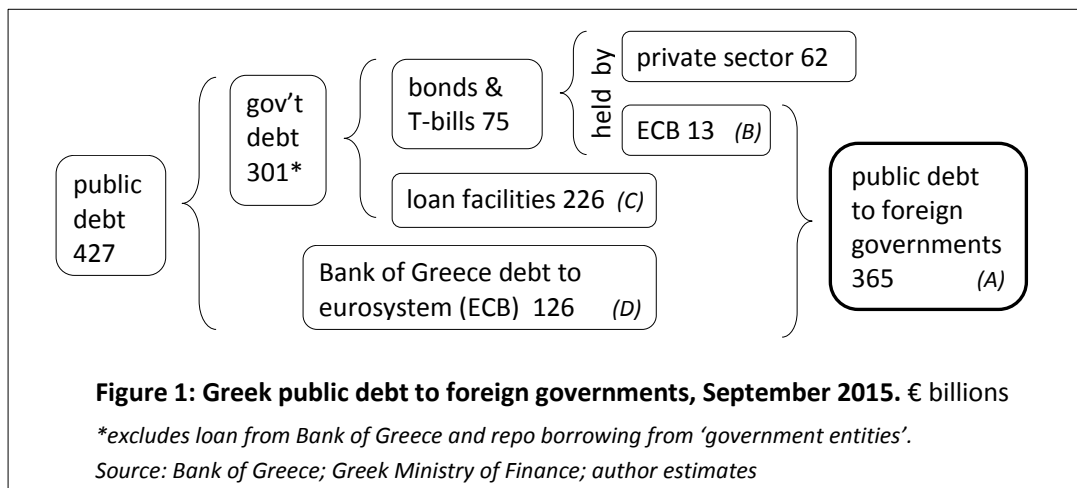 public
debt
427
gov’t
debt
301*
bonds &
T-bills 75
held by
private sector 62
ECB 13 (B)
loan facilities 226 (C)
Bank of Greece debt to
eurosystem (ECB) 126 (D)
public debt
to foreign
governments
365 (A)
Figure 1: Greek public debt to foreign governments, September 2015. € billions
*excludes loan from Bank of Greece and repo borrowing from ‘government entities’.
Source: Bank of Greece; Greek Ministry of Finance; author estimates